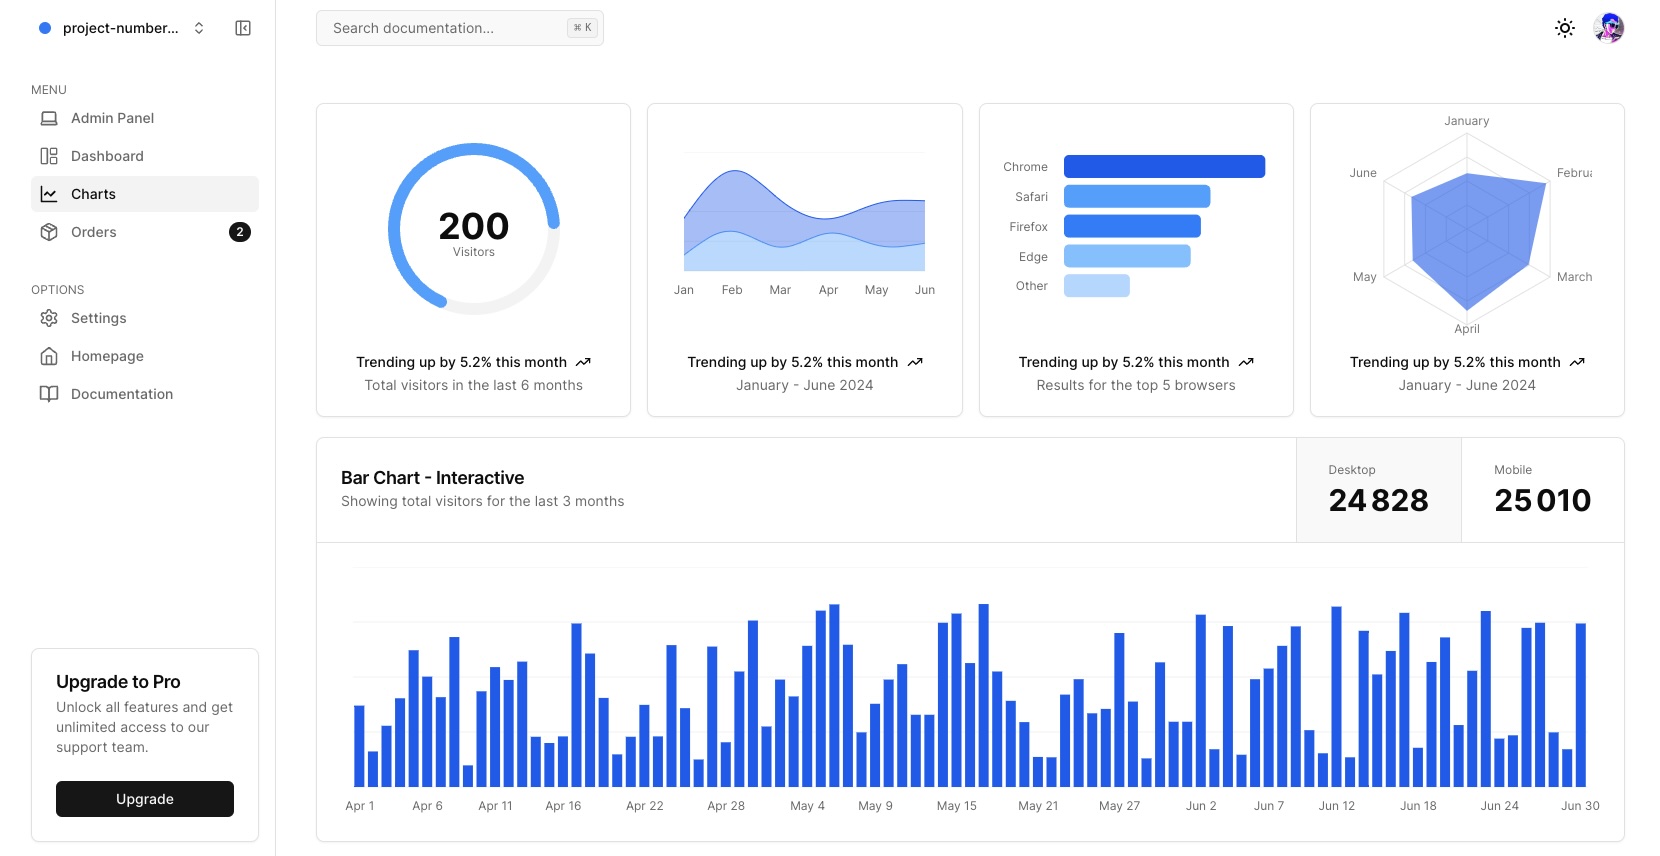 project-number...
Search documentation...
⌘ K
MENU
Admin Panel
Dashboard
Charts
Orders
2
OPTIONS
Settings
Homepage
Documentation
Upgrade to Pro
Unlock all features and get
unlimited access to our
support team.
Upgrade
200
Visitors
Trending up by 5.2% this month
Total visitors in the last 6 months
Jan Feb Mar Apr May Jun
Trending up by 5.2% this month
January - June 2024
Chrome
Safari
Firefox
Edge
Other
Trending up by 5.2% this month
Results for the top 5 browsers
January
June Februa
May March
April
Trending up by 5.2% this month
January - June 2024
Bar Chart - Interactive
Showing total visitors for the last 3 months
Desktop
24 828
Mobile
25 010
Apr 1 Apr 6 Apr 11 Apr 16 Apr 22 Apr 28 May 4 May 9 May 15 May 21 May 27 Jun 2 Jun 7 Jun 12 Jun 18 Jun 24 Jun 30